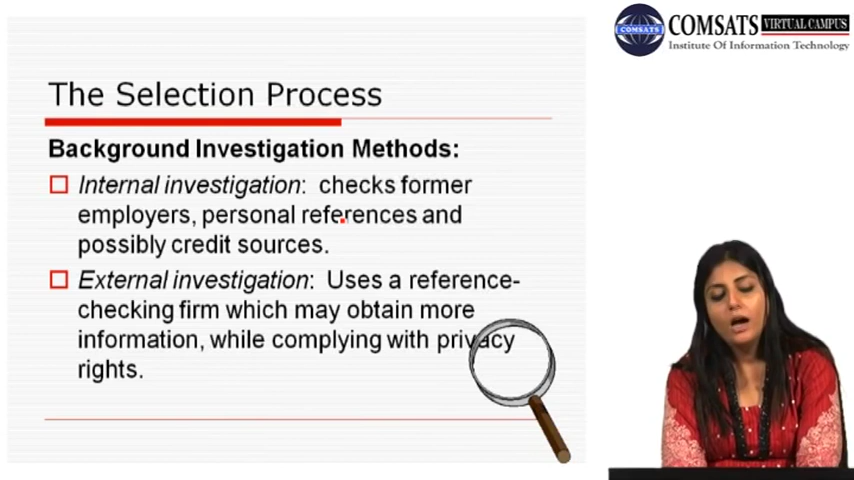 COMSATS
COMSATS VIRTUAL CAMPUS
Institute Of Information Technology
The Selection Process
Background Investigation Methods:
Internal investigation: checks former
employers, personal references and
possibly credit sources.
External investigation: Uses a reference-
checking firm which may obtain more
information, while complying with privacy
rights.